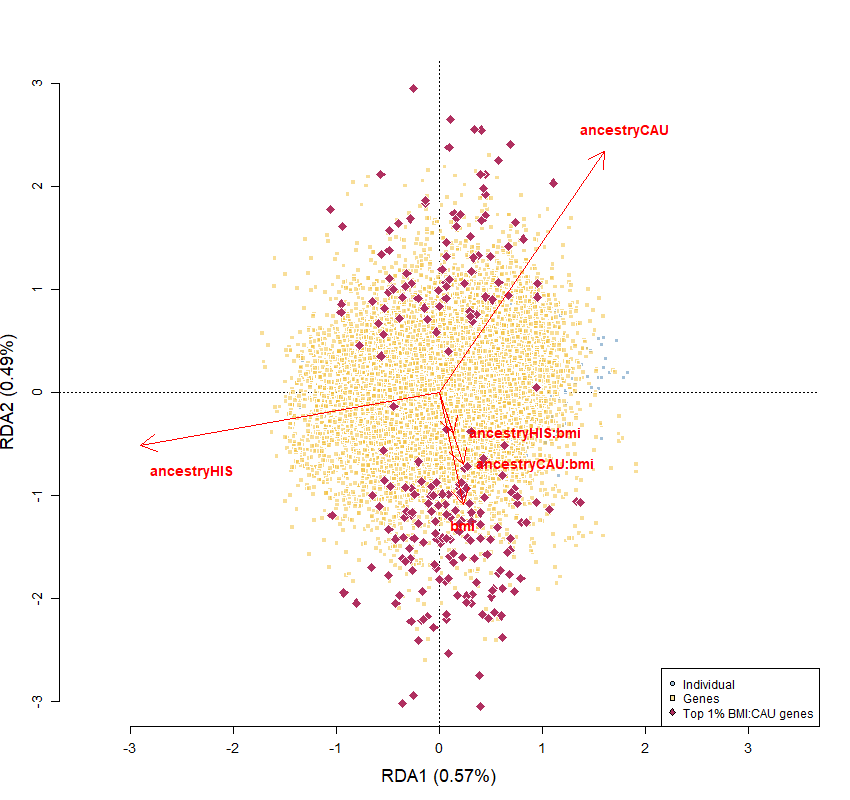 3
2
1
0
-1
-2
-3
RDA2 (0.49%)
ancestryCAU
ancestryHIS:bmi
ancestryCAU:bmi
ancestryHIS
bmi
Individual
Genes
Top 1% BMI:CAU genes
-3 -2 -1 0 1 2 3
RDA1 (0.57%)